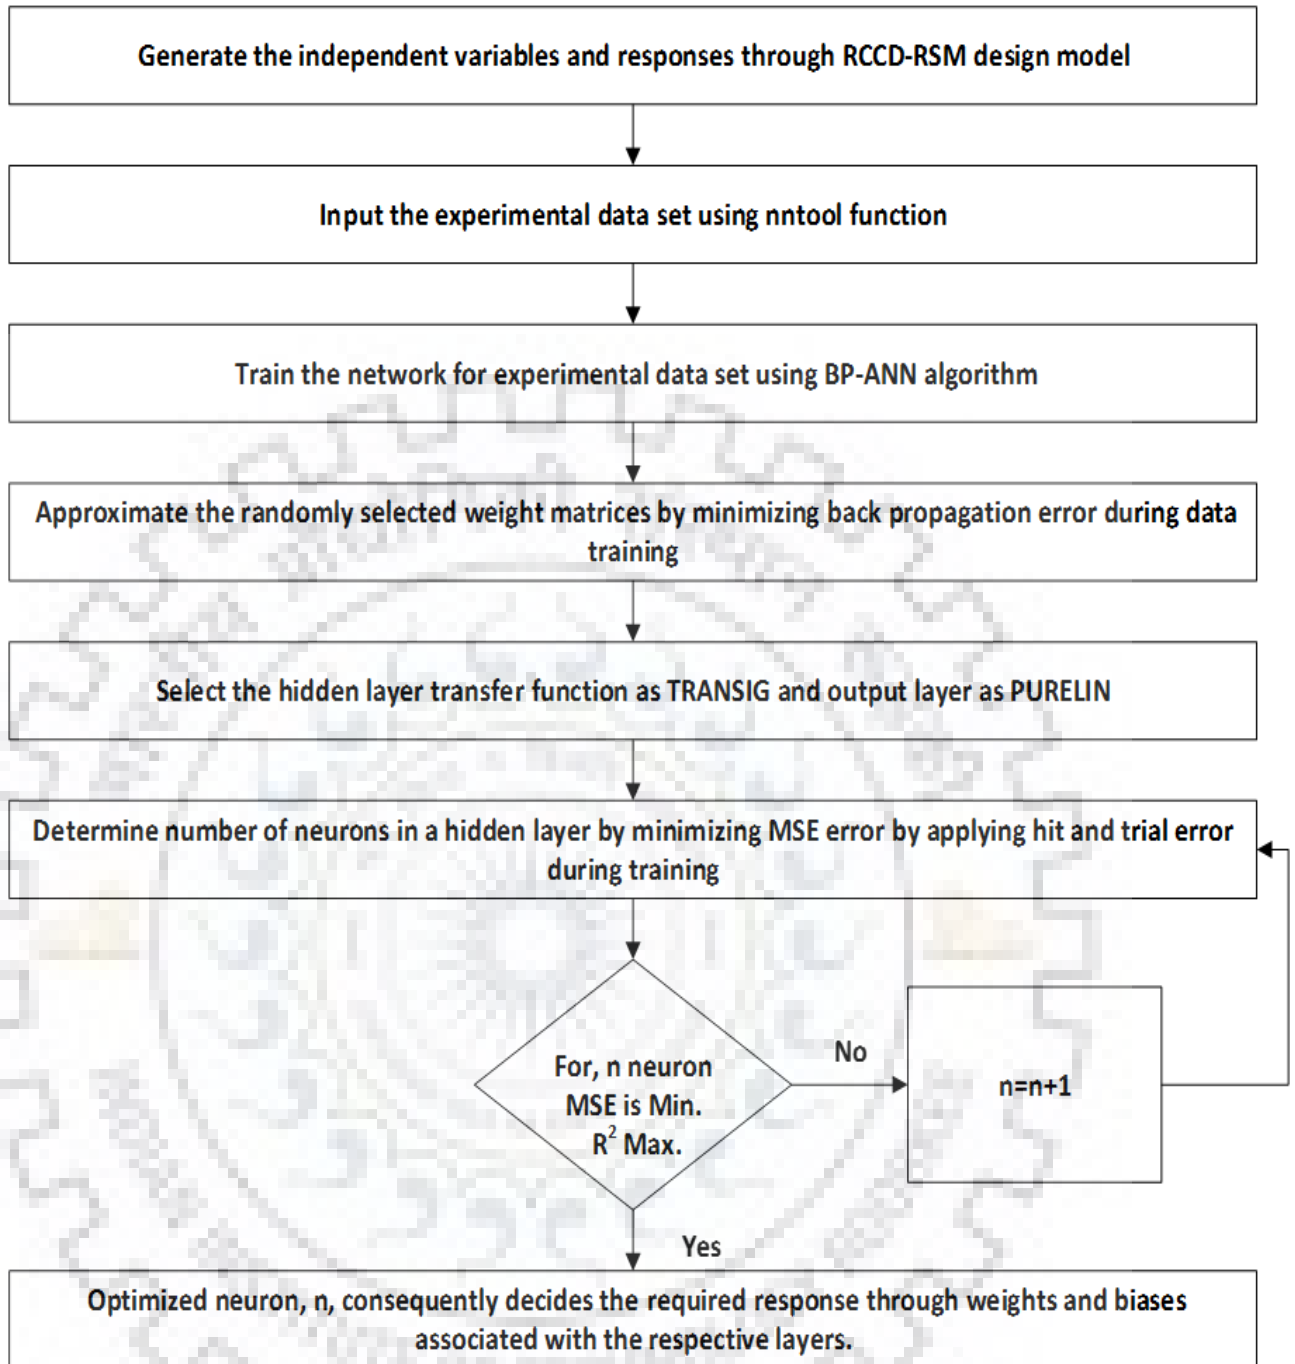 Generate the independent variables and responses through RCCD-RSM design model
Input the experimental data set using nntool function
Train the network for experimental data set using BP-ANN algorithm
Approximate the randomly selected weight matrices by minimizing back propagation error during data
training
Select the hidden layer transfer function as TRANSIG and output layer as PURELIN
Determine number of neurons in a hidden layer by minimizing MSE error by applying hit and trial error
during training
For, n neuron
MSE is Min.
R² Max.
No
n=n+1
Yes
Optimized neuron, n, consequently decides the required response through weights and biases
associated with the respective layers.